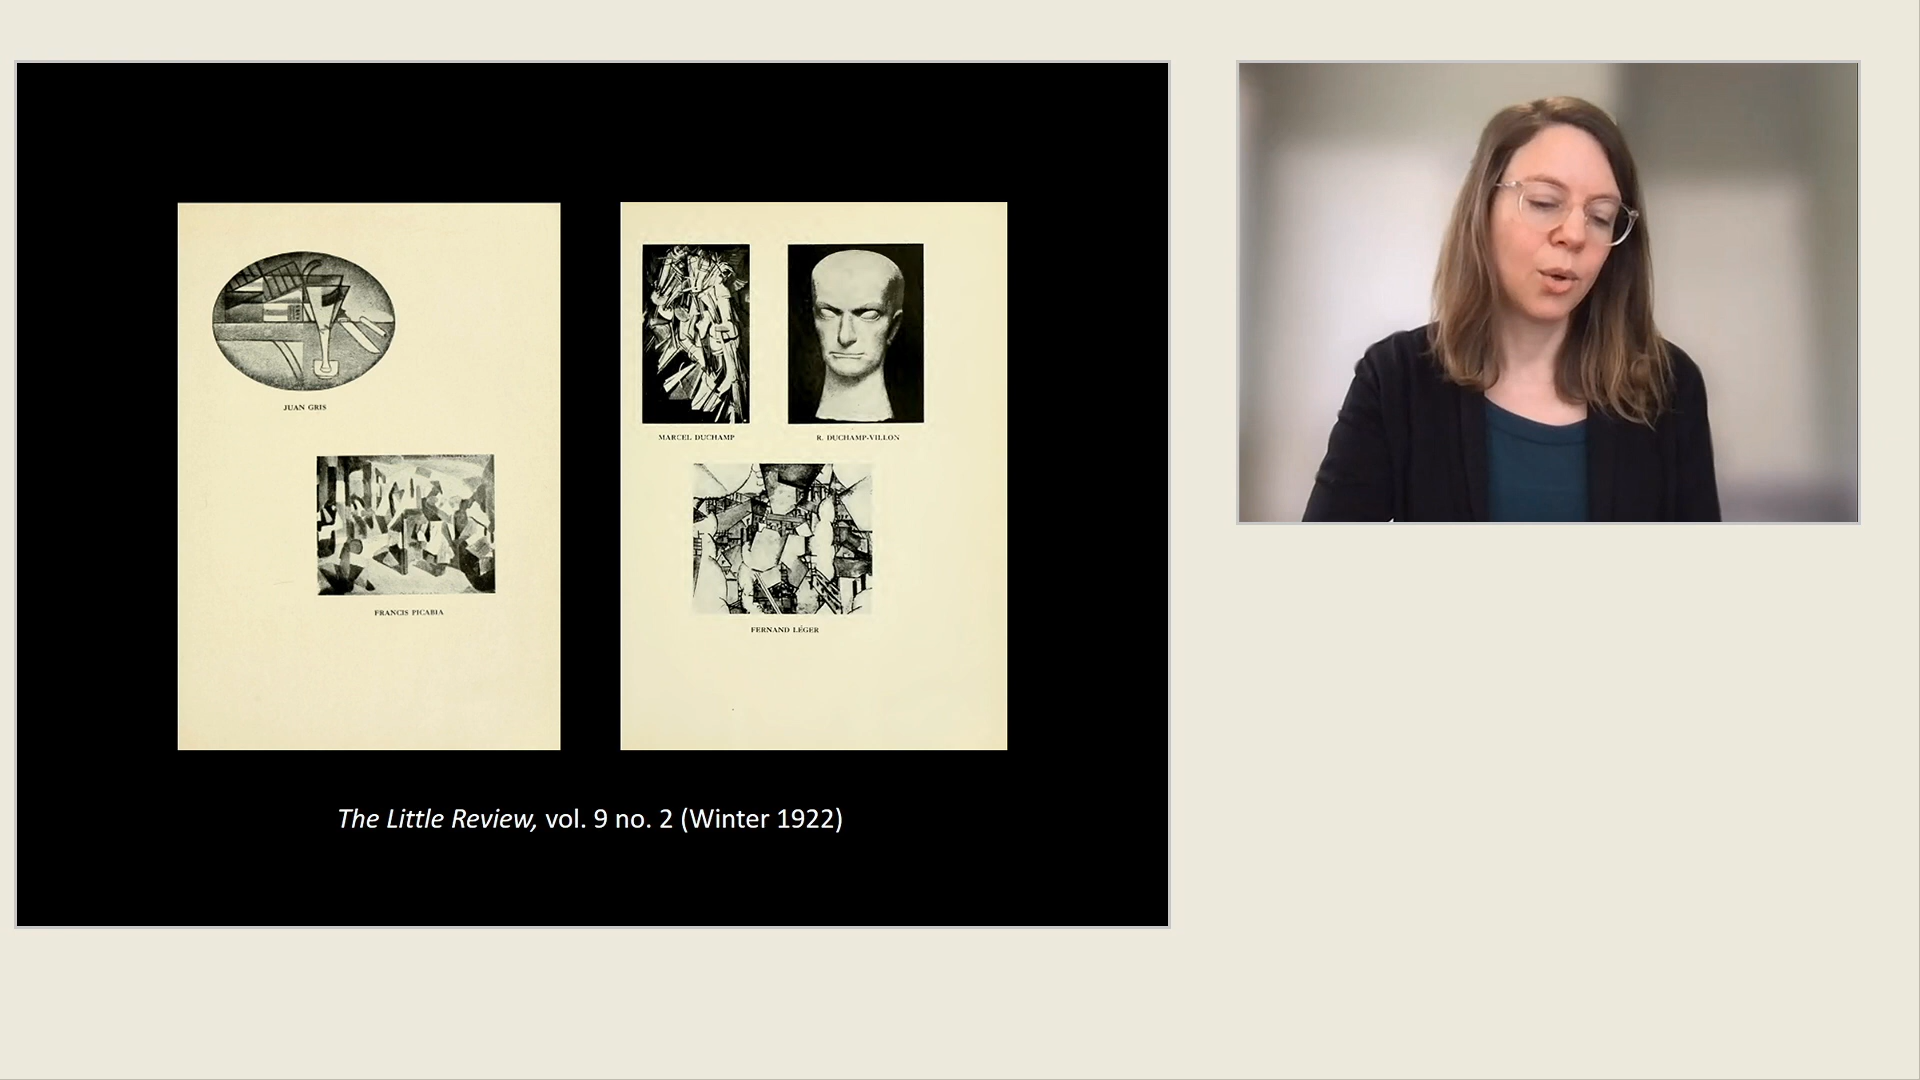 JUAN GRIS
FRANCIS PICABIA
MARCEL DUCHAMP
R. DUCHAMP-VILLON
FERNAND LÉGER
The Little Review, vol. 9 no. 2 (Winter 1922)